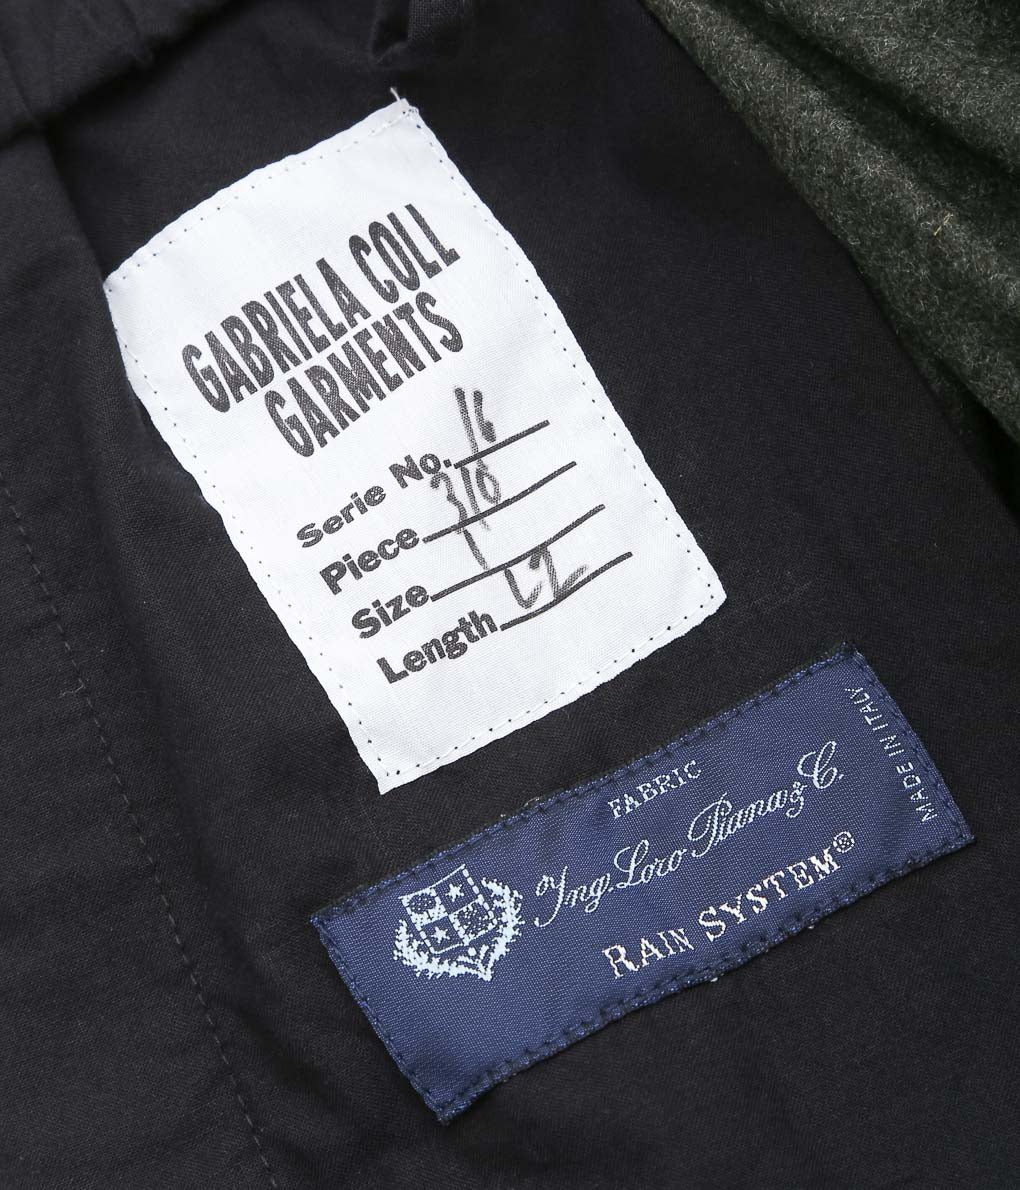 GABRIELA COLL
GARMENTS
Serie No. 16
Piece 310
Size 1
Length L2
FABRIC
Ing. Loro Piana & C.
RAIN SYSTEM®
MADE IN ITALY